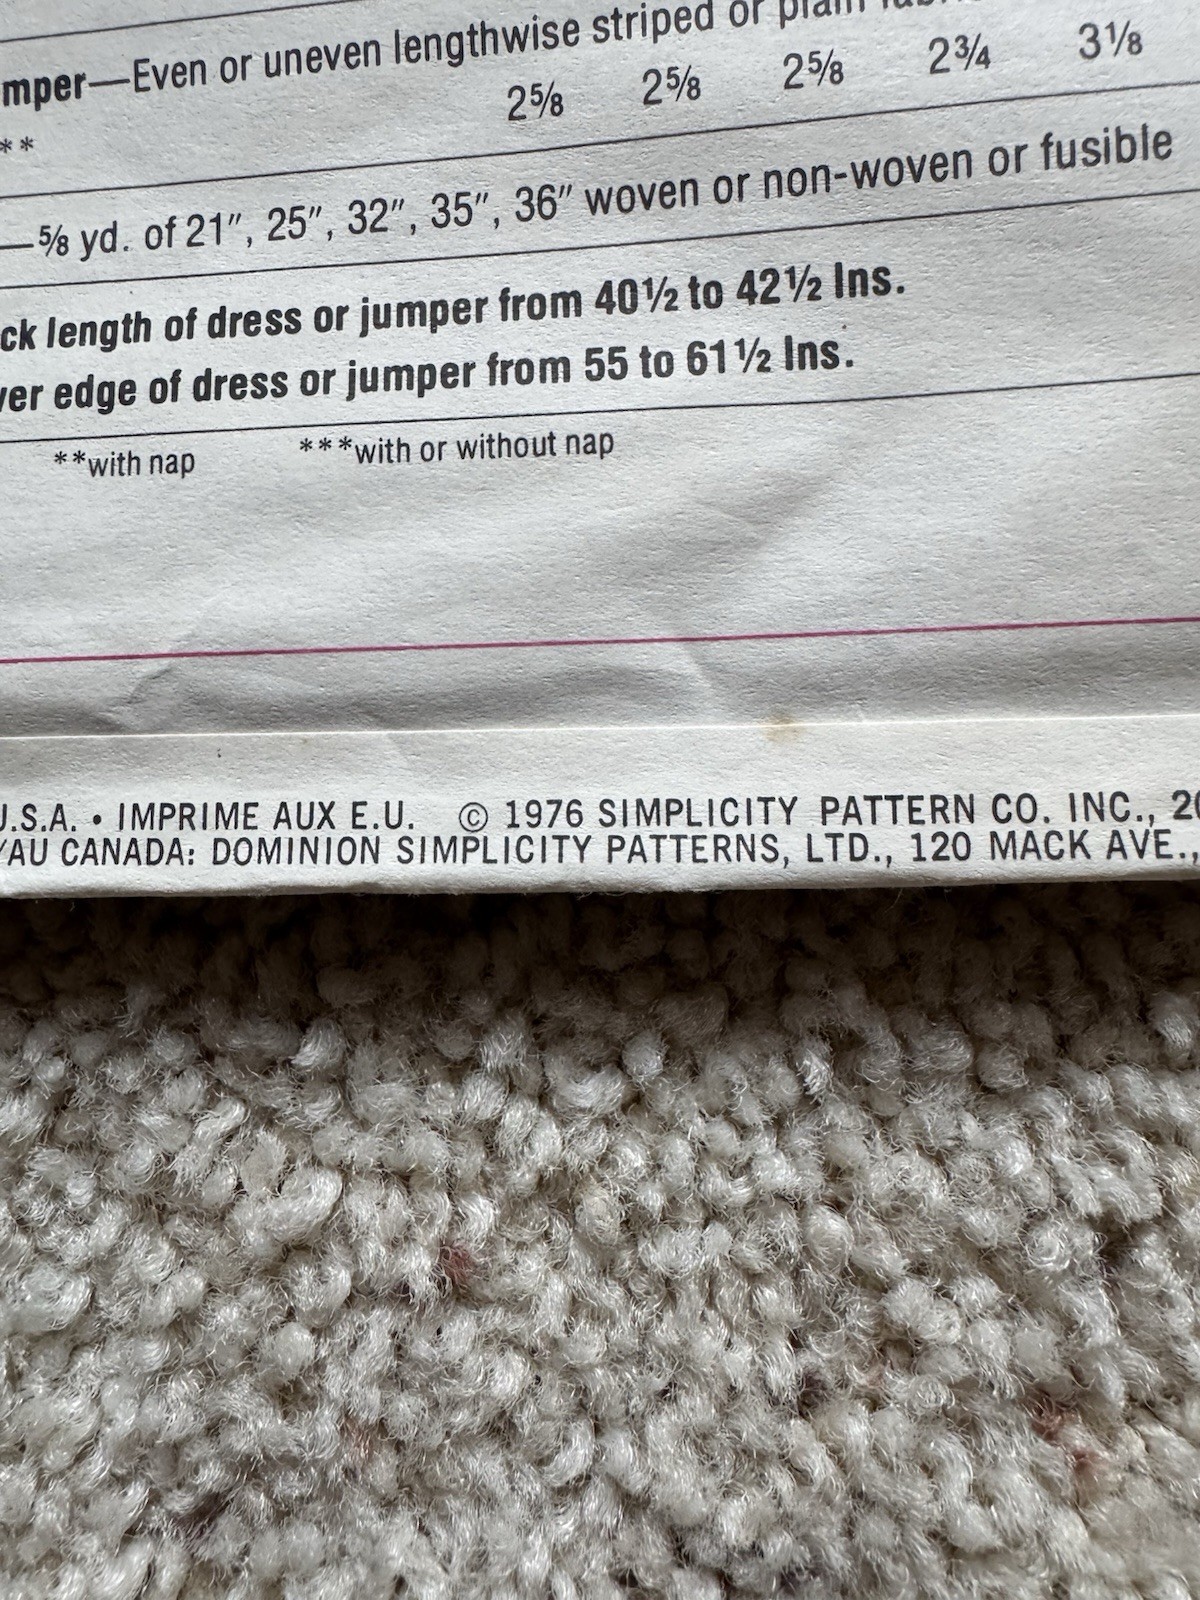 mper—Even or uneven lengthwise striped or plain
** 2⅝ 2⅝ 2⅝ 2¾ 3⅛
—⅝ yd. of 21″, 25″, 32″, 35″, 36″ woven or non-woven or fusible
ck length of dress or jumper from 40½ to 42½ Ins.
ver edge of dress or jumper from 55 to 61½ Ins.
**with nap ***with or without nap
U.S.A. • IMPRIME AUX E.U. © 1976 SIMPLICITY PATTERN CO. INC., 20
/AU CANADA: DOMINION SIMPLICITY PATTERNS, LTD., 120 MACK AVE.,